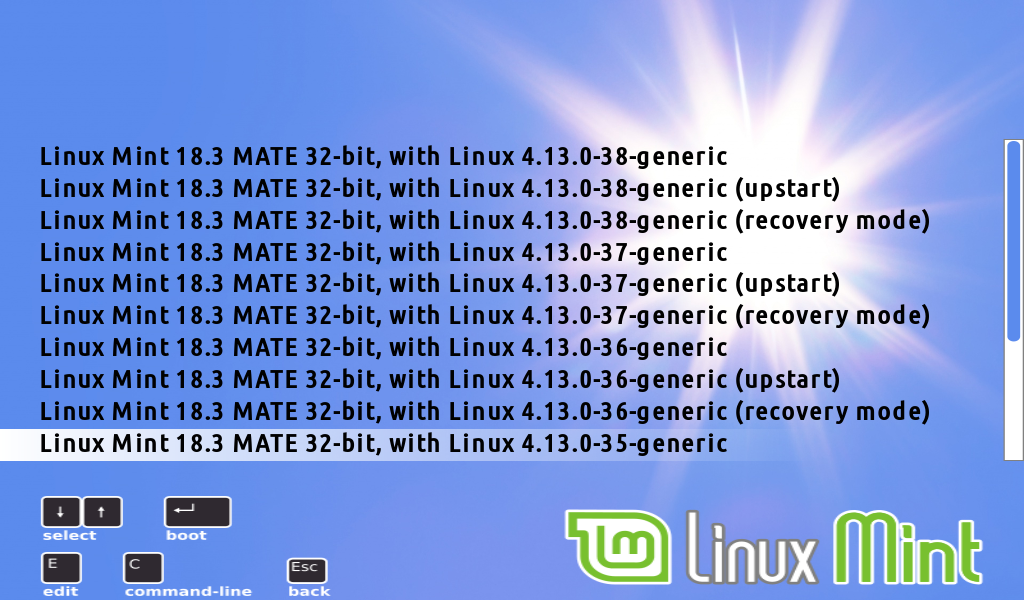 Linux Mint 18.3 MATE 32-bit, with Linux 4.13.0-38-generic
Linux Mint 18.3 MATE 32-bit, with Linux 4.13.0-38-generic (upstart)
Linux Mint 18.3 MATE 32-bit, with Linux 4.13.0-38-generic (recovery mode)
Linux Mint 18.3 MATE 32-bit, with Linux 4.13.0-37-generic
Linux Mint 18.3 MATE 32-bit, with Linux 4.13.0-37-generic (upstart)
Linux Mint 18.3 MATE 32-bit, with Linux 4.13.0-37-generic (recovery mode)
Linux Mint 18.3 MATE 32-bit, with Linux 4.13.0-36-generic
Linux Mint 18.3 MATE 32-bit, with Linux 4.13.0-36-generic (upstart)
Linux Mint 18.3 MATE 32-bit, with Linux 4.13.0-36-generic (recovery mode)
Linux Mint 18.3 MATE 32-bit, with Linux 4.13.0-35-generic
↓ ↑ ↵
select boot
E C Esc
edit command-line back
lm Linux Mint